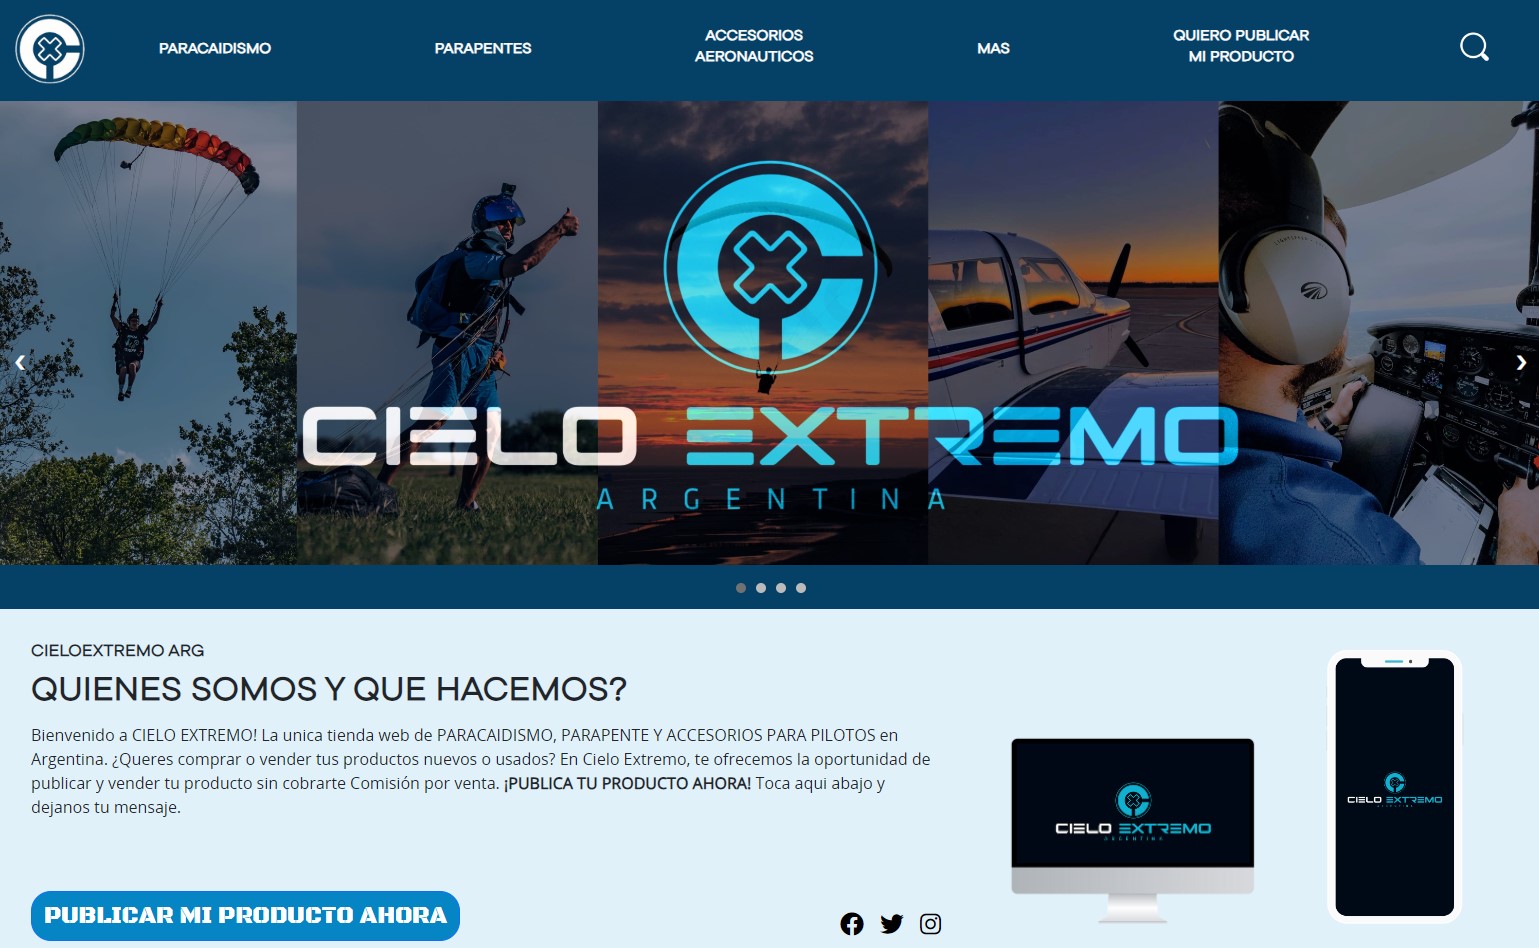 PARACAIDISMO
PARAPENTES
ACCESORIOS
AERONAUTICOS
MAS
QUIERO PUBLICAR
MI PRODUCTO
CIELO EXTREMO
ARGENTINA
CIELOEXTREMO ARG
QUIENES SOMOS Y QUE HACEMOS?
Bienvenido a CIELO EXTREMO! La unica tienda web de PARACAIDISMO, PARAPENTE Y ACCESORIOS PARA PILOTOS en
Argentina. ¿Queres comprar o vender tus productos nuevos o usados? En Cielo Extremo, te ofrecemos la oportunidad de
publicar y vender tu producto sin cobrarte Comisión por venta. ¡PUBLICA TU PRODUCTO AHORA! Toca aqui abajo y
dejanos tu mensaje.
CIELO EXTREMO
ARGENTINA
CIELO EXTREMO
PUBLICAR MI PRODUCTO AHORA